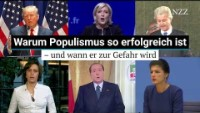 NZZ
Warum Populismus so erfolgreich ist
– und wann er zur Gefahr wird